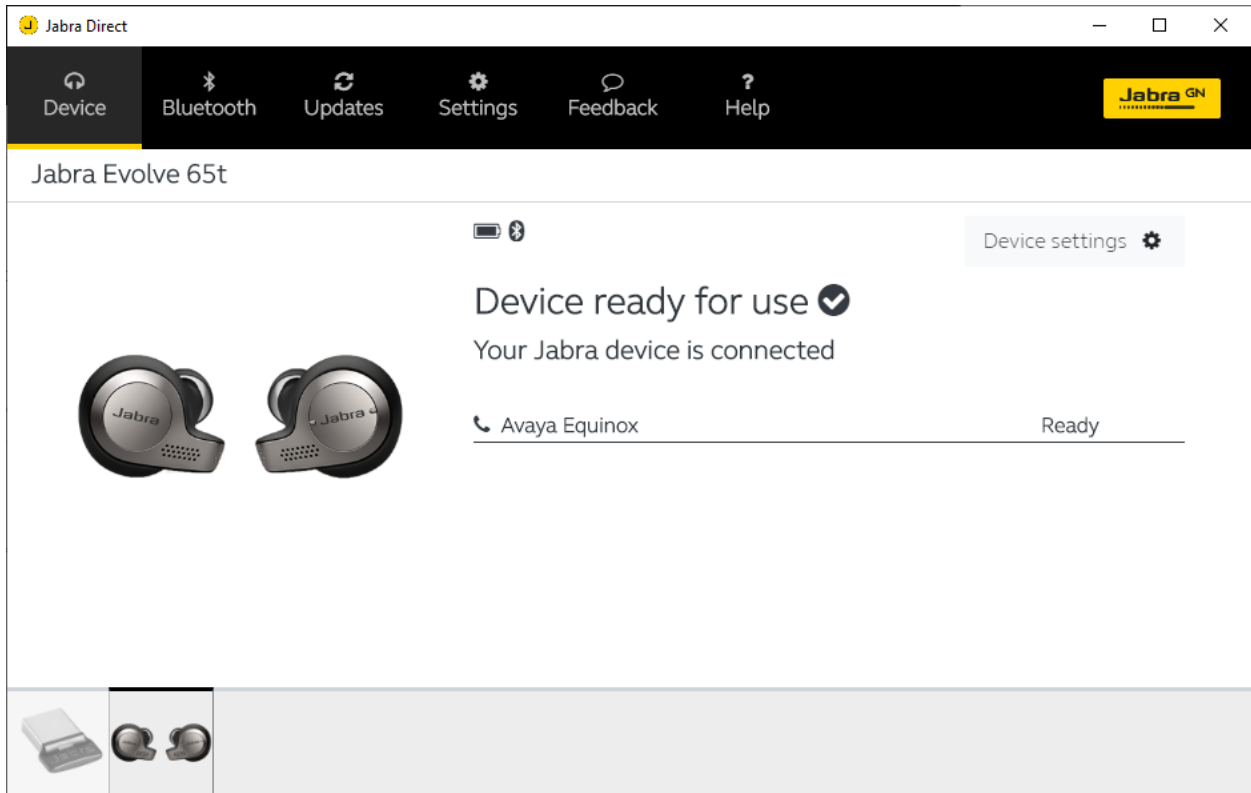 Jabra Direct
Device
Bluetooth
Updates
Settings
Feedback
Help
Jabra GN
Jabra Evolve 65t
Device settings
Device ready for use
Your Jabra device is connected
Jabra
Jabra
Avaya Equinox
Ready
Jabra